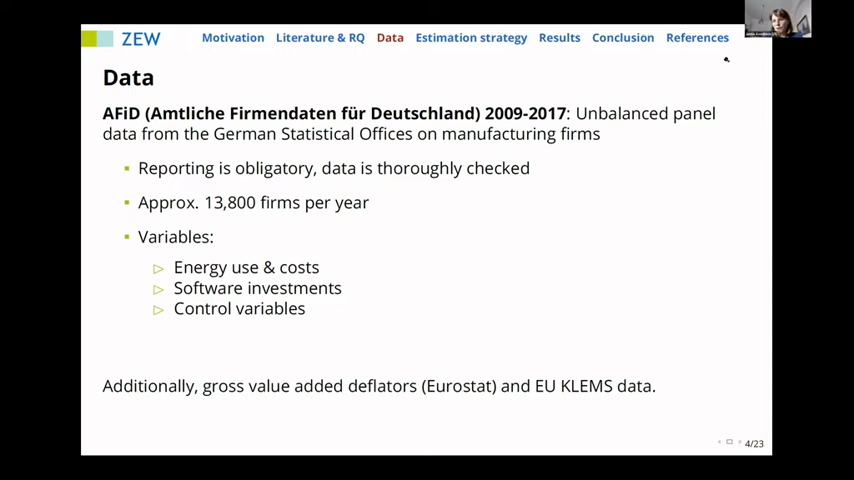 ZEW
Motivation Literature & RQ Data Estimation strategy Results Conclusion References
Data
AFiD (Amtliche Firmendaten für Deutschland) 2009-2017: Unbalanced panel
data from the German Statistical Offices on manufacturing firms
Reporting is obligatory, data is thoroughly checked
Approx. 13,800 firms per year
Variables:
Energy use & costs
Software investments
Control variables
Additionally, gross value added deflators (Eurostat) and EU KLEMS data.
4/23